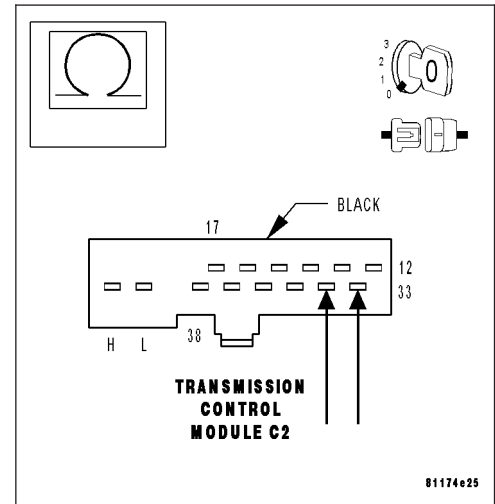 3
2
1
0
BLACK
17
12
33
H L 38
TRANSMISSION
CONTROL
MODULE C2
81174e25